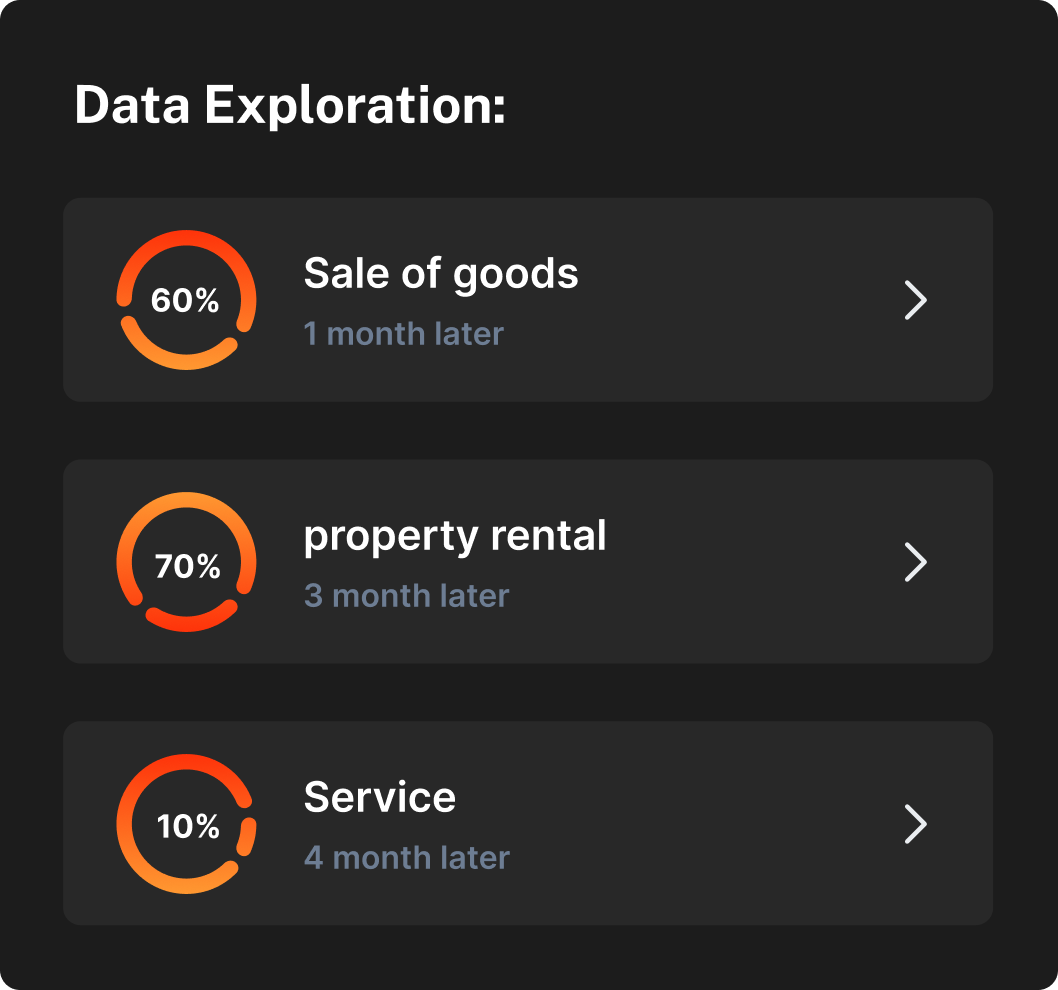 Data Exploration:
60%
Sale of goods
1 month later
70%
property rental
3 month later
10%
Service
4 month later